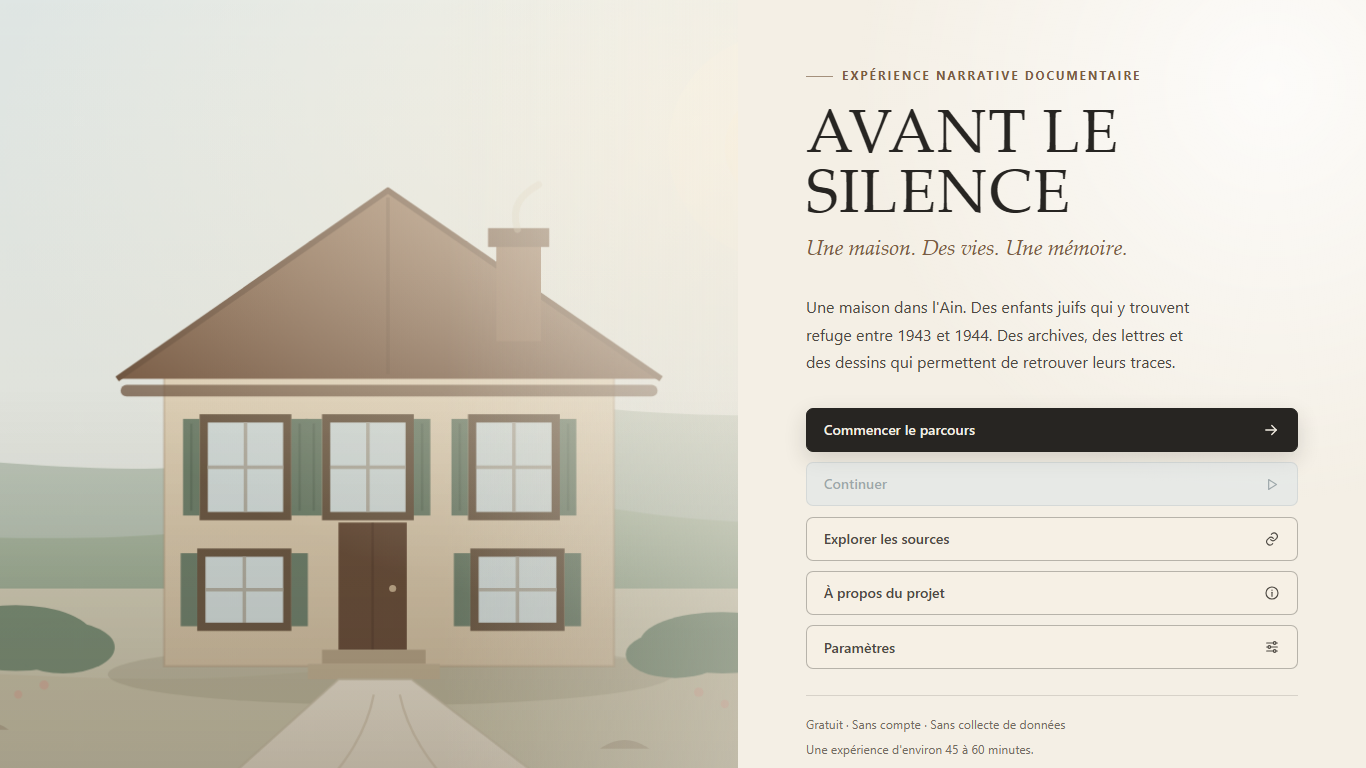 EXPÉRIENCE NARRATIVE DOCUMENTAIRE
AVANT LE
SILENCE
Une maison. Des vies. Une mémoire.
Une maison dans l'Ain. Des enfants juifs qui y trouvent
refuge entre 1943 et 1944. Des archives, des lettres et
des dessins qui permettent de retrouver leurs traces.
Commencer le parcours
Continuer
Explorer les sources
À propos du projet
Paramètres
Gratuit · Sans compte · Sans collecte de données
Une expérience d'environ 45 à 60 minutes.